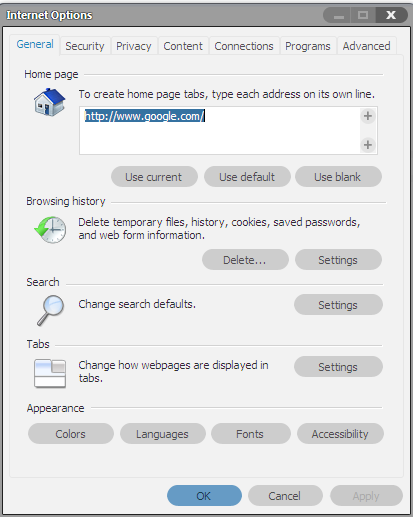 Internet Options
General Security Privacy Content Connections Programs Advanced
Home page
To create home page tabs, type each address on its own line.
http://www.google.com/
Use current Use default Use blank
Browsing history
Delete temporary files, history, cookies, saved passwords,
and web form information.
Delete... Settings
Search
Change search defaults. Settings
Tabs
Change how webpages are displayed in
tabs.
Settings
Appearance
Colors Languages Fonts Accessibility
OK Cancel Apply